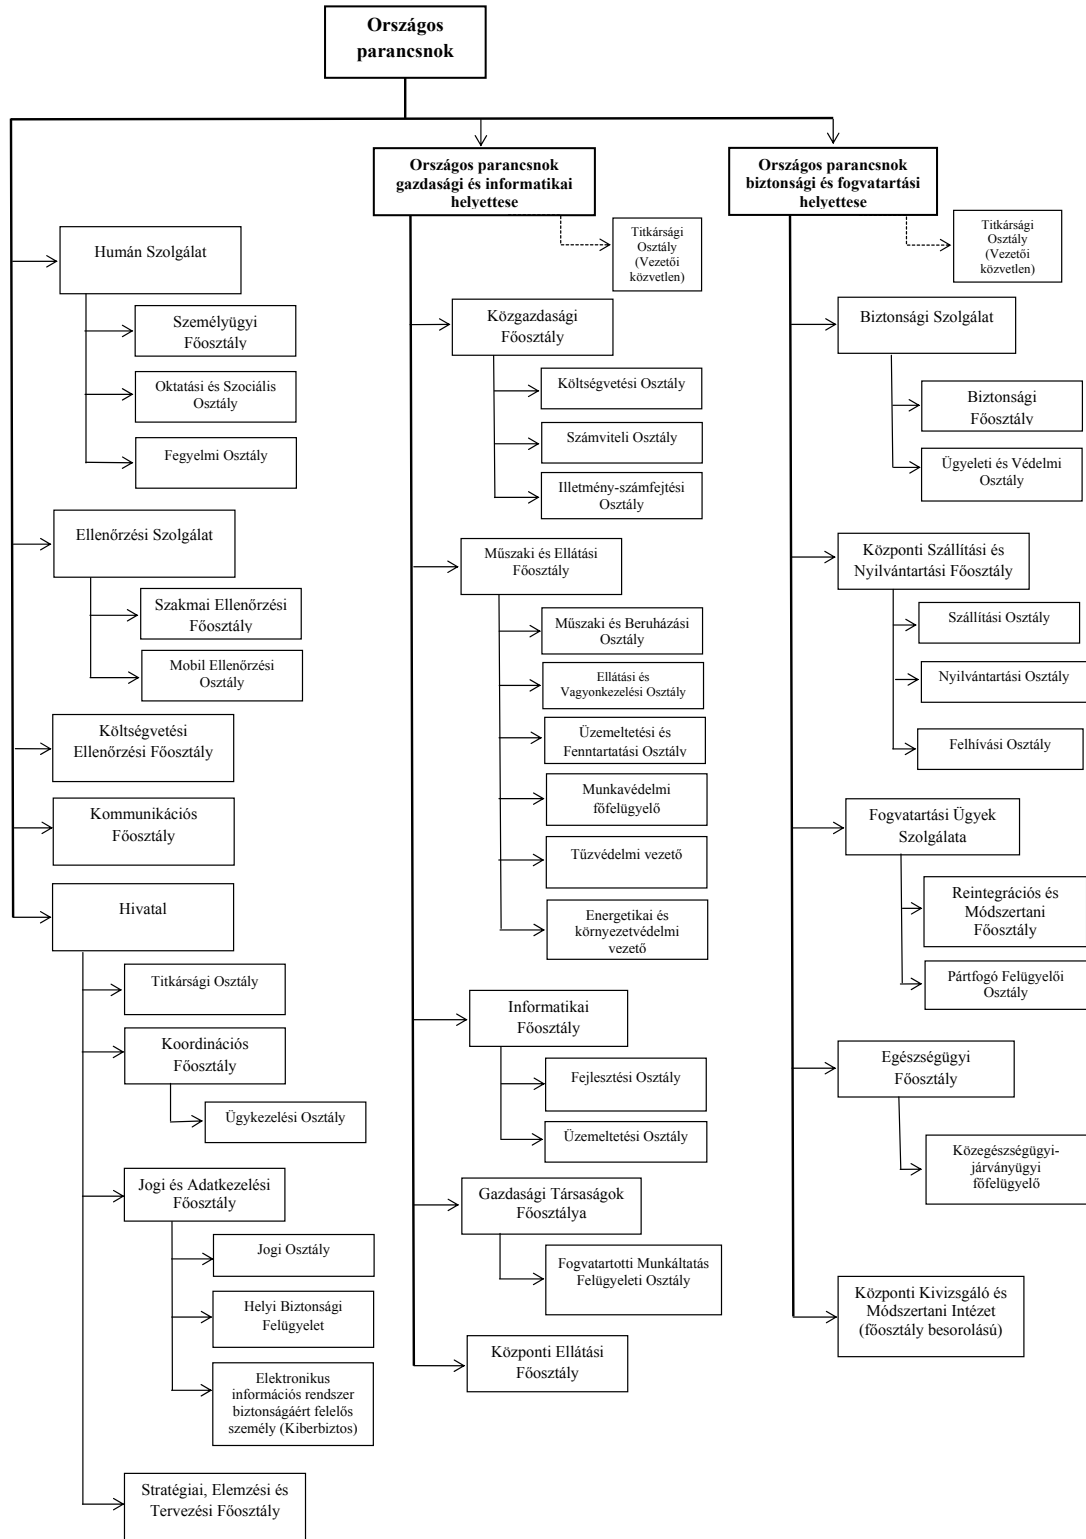 Országos
parancsnok
Humán Szolgálat
Személyügyi
Főosztály
Oktatási és Szociális
Osztály
Fegyelmi Osztály
Ellenőrzési Szolgálat
Szakmai Ellenőrzési
Főosztály
Mobil Ellenőrzési
Osztály
Költségvetési
Ellenőrzési Főosztály
Kommunikációs
Főosztály
Hivatal
Titkársági Osztály
Koordinációs
Főosztály
Ügykezelési Osztály
Jogi és Adatkezelési
Főosztály
Jogi Osztály
Helyi Biztonsági
Felügyelet
Elektronikus
információs rendszer
biztonságáért felelős
személy (Kiberbiztos)
Stratégiai, Elemzési és
Tervezési Főosztály
Országos parancsnok
gazdasági és informatikai
helyettese
Titkársági
Osztály
(Vezetői
közvetlen)
Közgazdasági
Főosztály
Költségvetési Osztály
Számviteli Osztály
Illetmény-számfejtési
Osztály
Műszaki és Ellátási
Főosztály
Műszaki és Beruházási
Osztály
Ellátási és
Vagyonkezelési Osztály
Üzemeltetési és
Fenntartatási Osztály
Munkavédelmi
főfelügyelő
Tűzvédelmi vezető
Energetikai és
környezetvédelmi
vezető
Informatikai
Főosztály
Fejlesztési Osztály
Üzemeltetési Osztály
Gazdasági Társaságok
Főosztálya
Fogvatartotti Munkáltatás
Felügyeleti Osztály
Központi Ellátási
Főosztály
Országos parancsnok
biztonsági és fogvatartási
helyettese
Titkársági
Osztály
(Vezetői
közvetlen)
Biztonsági Szolgálat
Biztonsági
Főosztály
Ügyeleti és Védelmi
Osztály
Központi Szállítási és
Nyilvántartási Főosztály
Szállítási Osztály
Nyilvántartási Osztály
Felhívási Osztály
Fogvatartási Ügyek
Szolgálata
Reintegrációs és
Módszertani
Főosztály
Pártfogó Felügyelői
Osztály
Egészségügyi
Főosztály
Közegészségügyi-
járványügyi
főfelügyelő
Központi Kivizsgáló és
Módszertani Intézet
(főosztály besorolású)